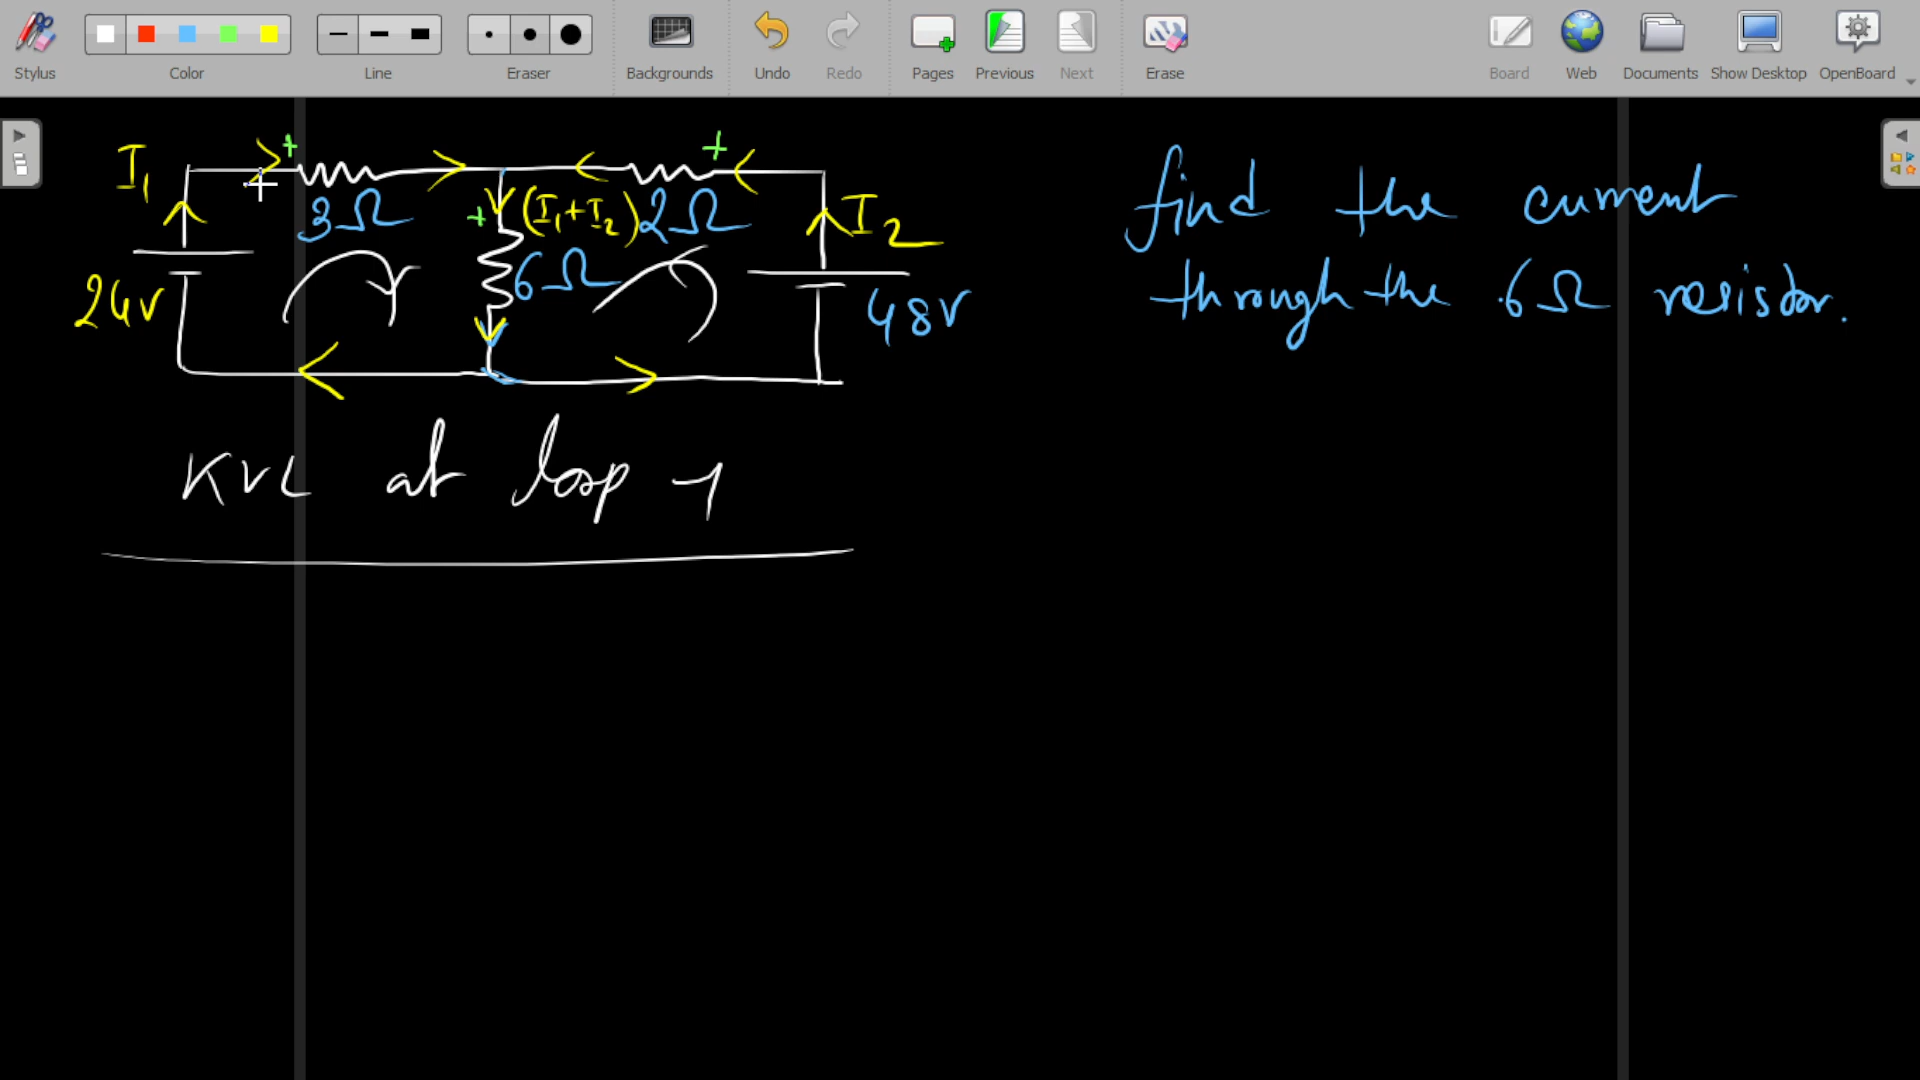 Stylus Color Line Eraser Backgrounds Undo Redo Pages Previous Next Erase Board Web Documents Show Desktop OpenBoard
I1 + + I2
3Ω + (I1+I2) 2Ω
6Ω
24V 48V
find the current
through the 6Ω resistor.
KVL at loop -1